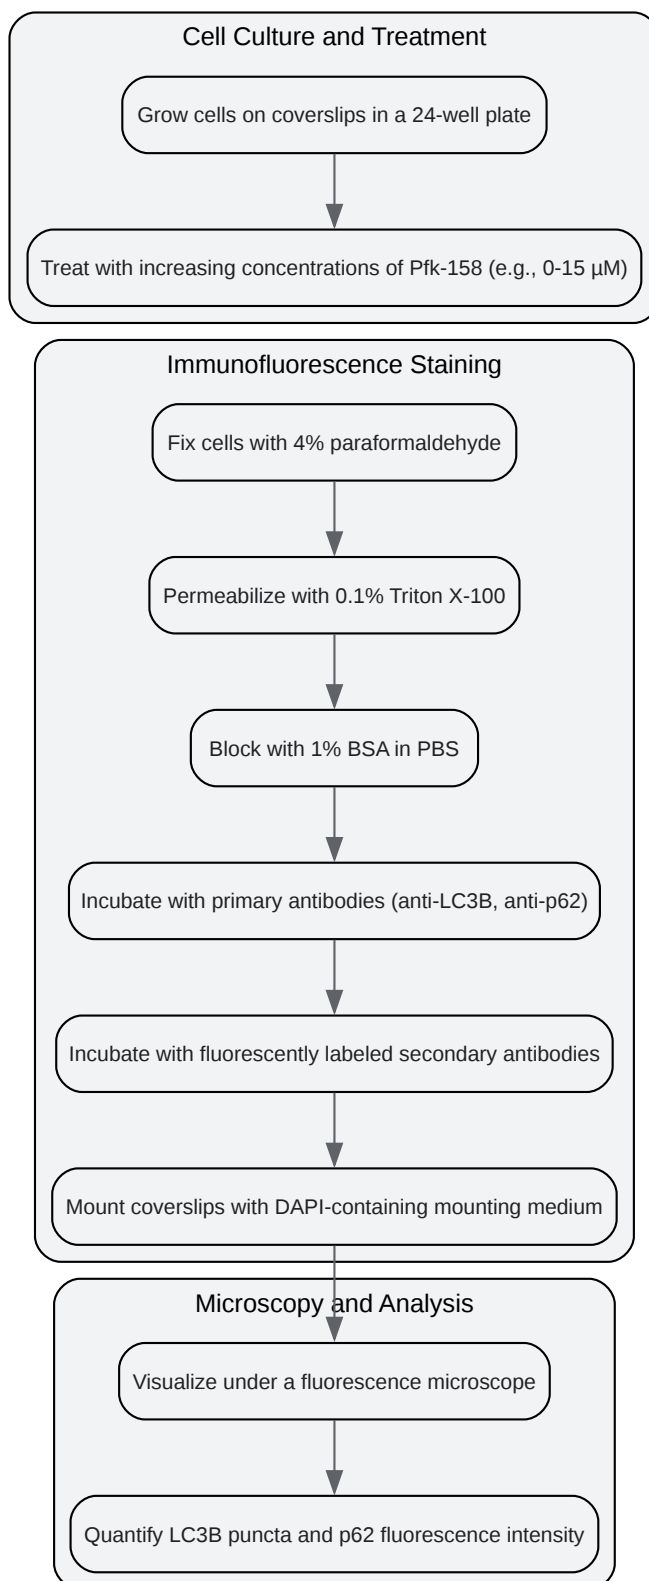 Cell Culture and Treatment
Grow cells on coverslips in a 24-well plate
Treat with increasing concentrations of Pfk-158 (e.g., 0-15 µM)
Immunofluorescence Staining
Fix cells with 4% paraformaldehyde
Permeabilize with 0.1% Triton X-100
Block with 1% BSA in PBS
Incubate with primary antibodies (anti-LC3B, anti-p62)
Incubate with fluorescently labeled secondary antibodies
Mount coverslips with DAPI-containing mounting medium
Microscopy and Analysis
Visualize under a fluorescence microscope
Quantify LC3B puncta and p62 fluorescence intensity